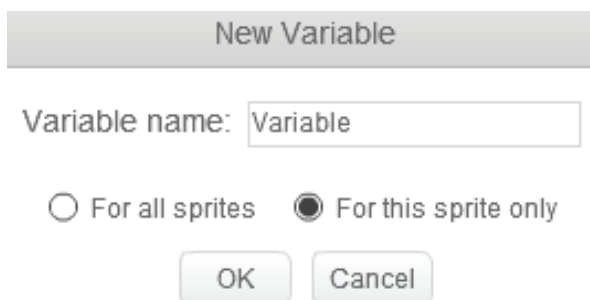 New Variable
Variable name: Variable
For all sprites For this sprite only
OK Cancel